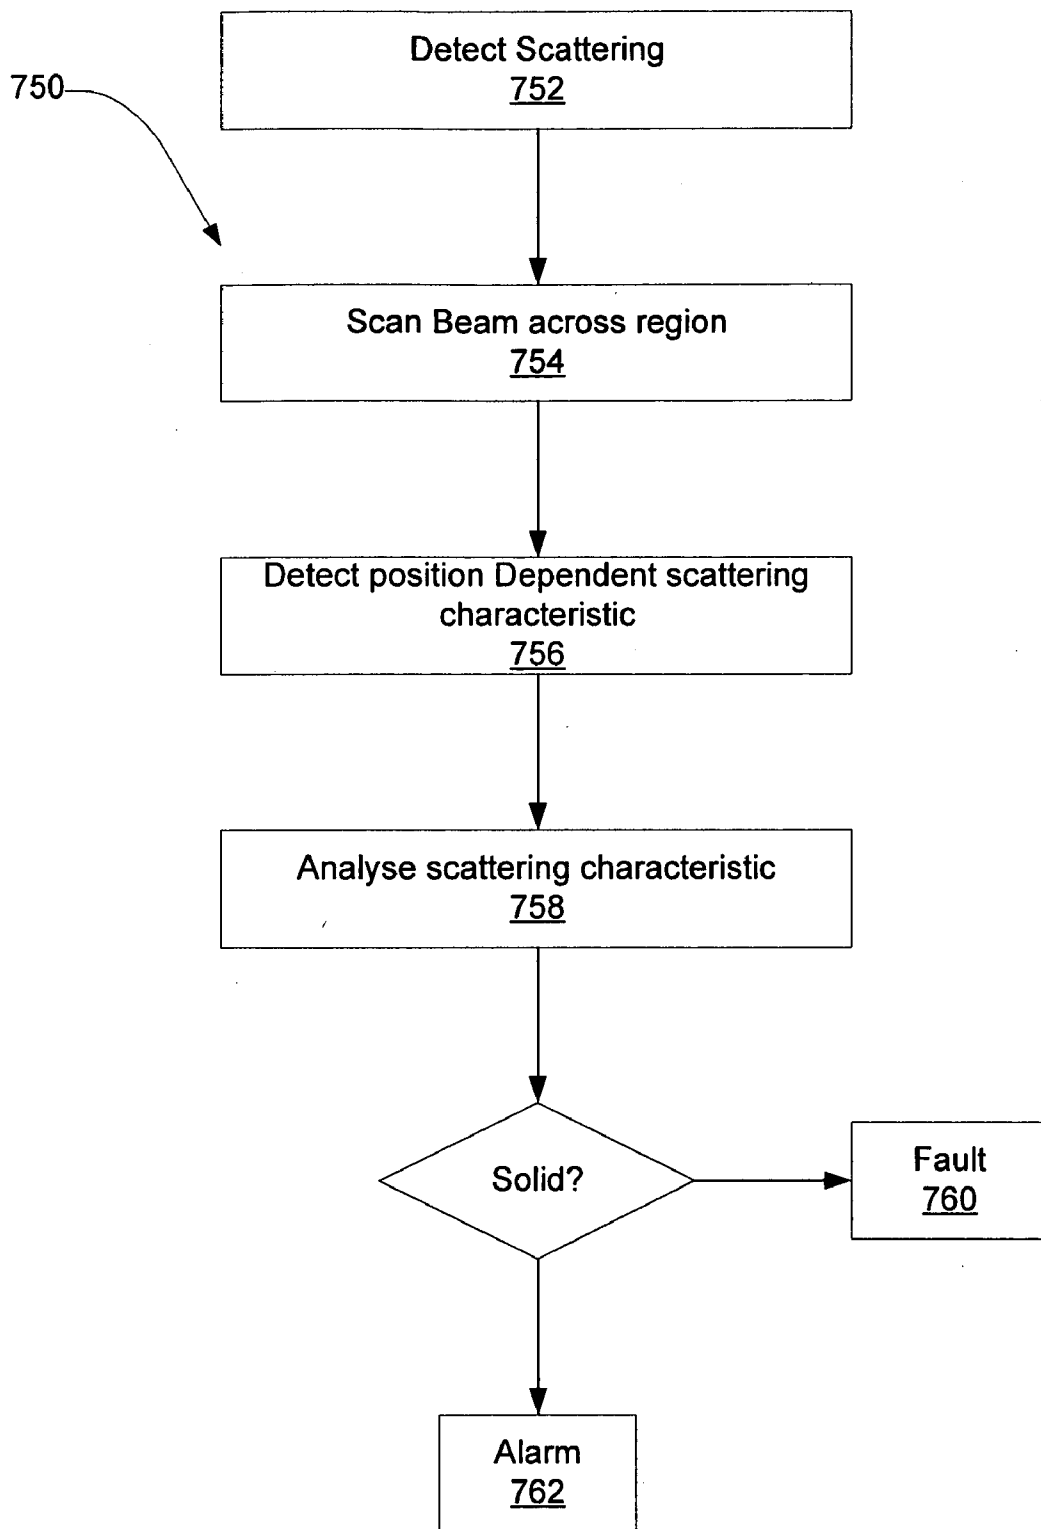 Detect Scattering
752
750
Scan Beam across region
754
Detect position Dependent scattering
characteristic
756
Analyse scattering characteristic
758
Solid?
Fault
760
Alarm
762